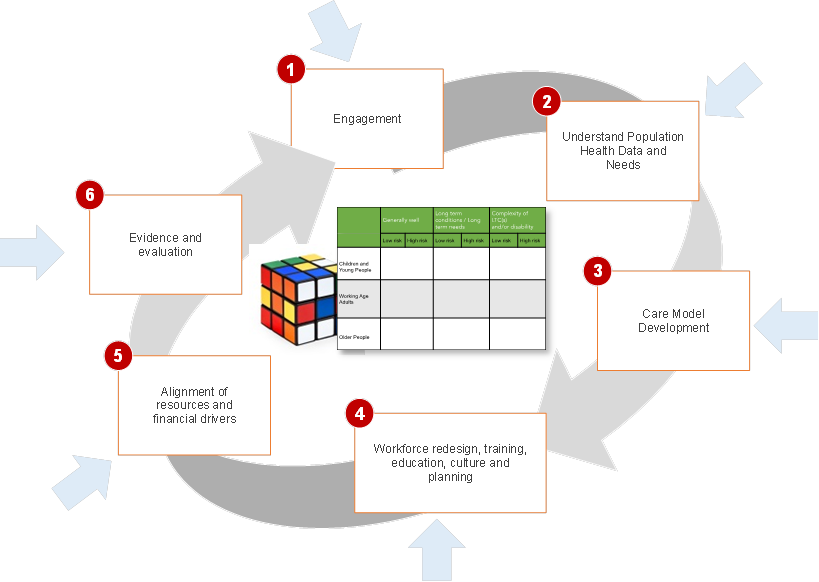 1
Engagement
2
Understand Population
Health Data and
Needs
3
Care Model
Development
4
Workforce redesign, training,
education, culture and
planning
5
Alignment of
resources and
financial drivers
6
Evidence and
evaluation
Generally well
Long term
conditions / Long
term needs
Complexity of
LTC(s)
and/or disability
Low risk High risk Low risk High risk Low risk High risk
Children and
Young People
Working Age
Adults
Older People